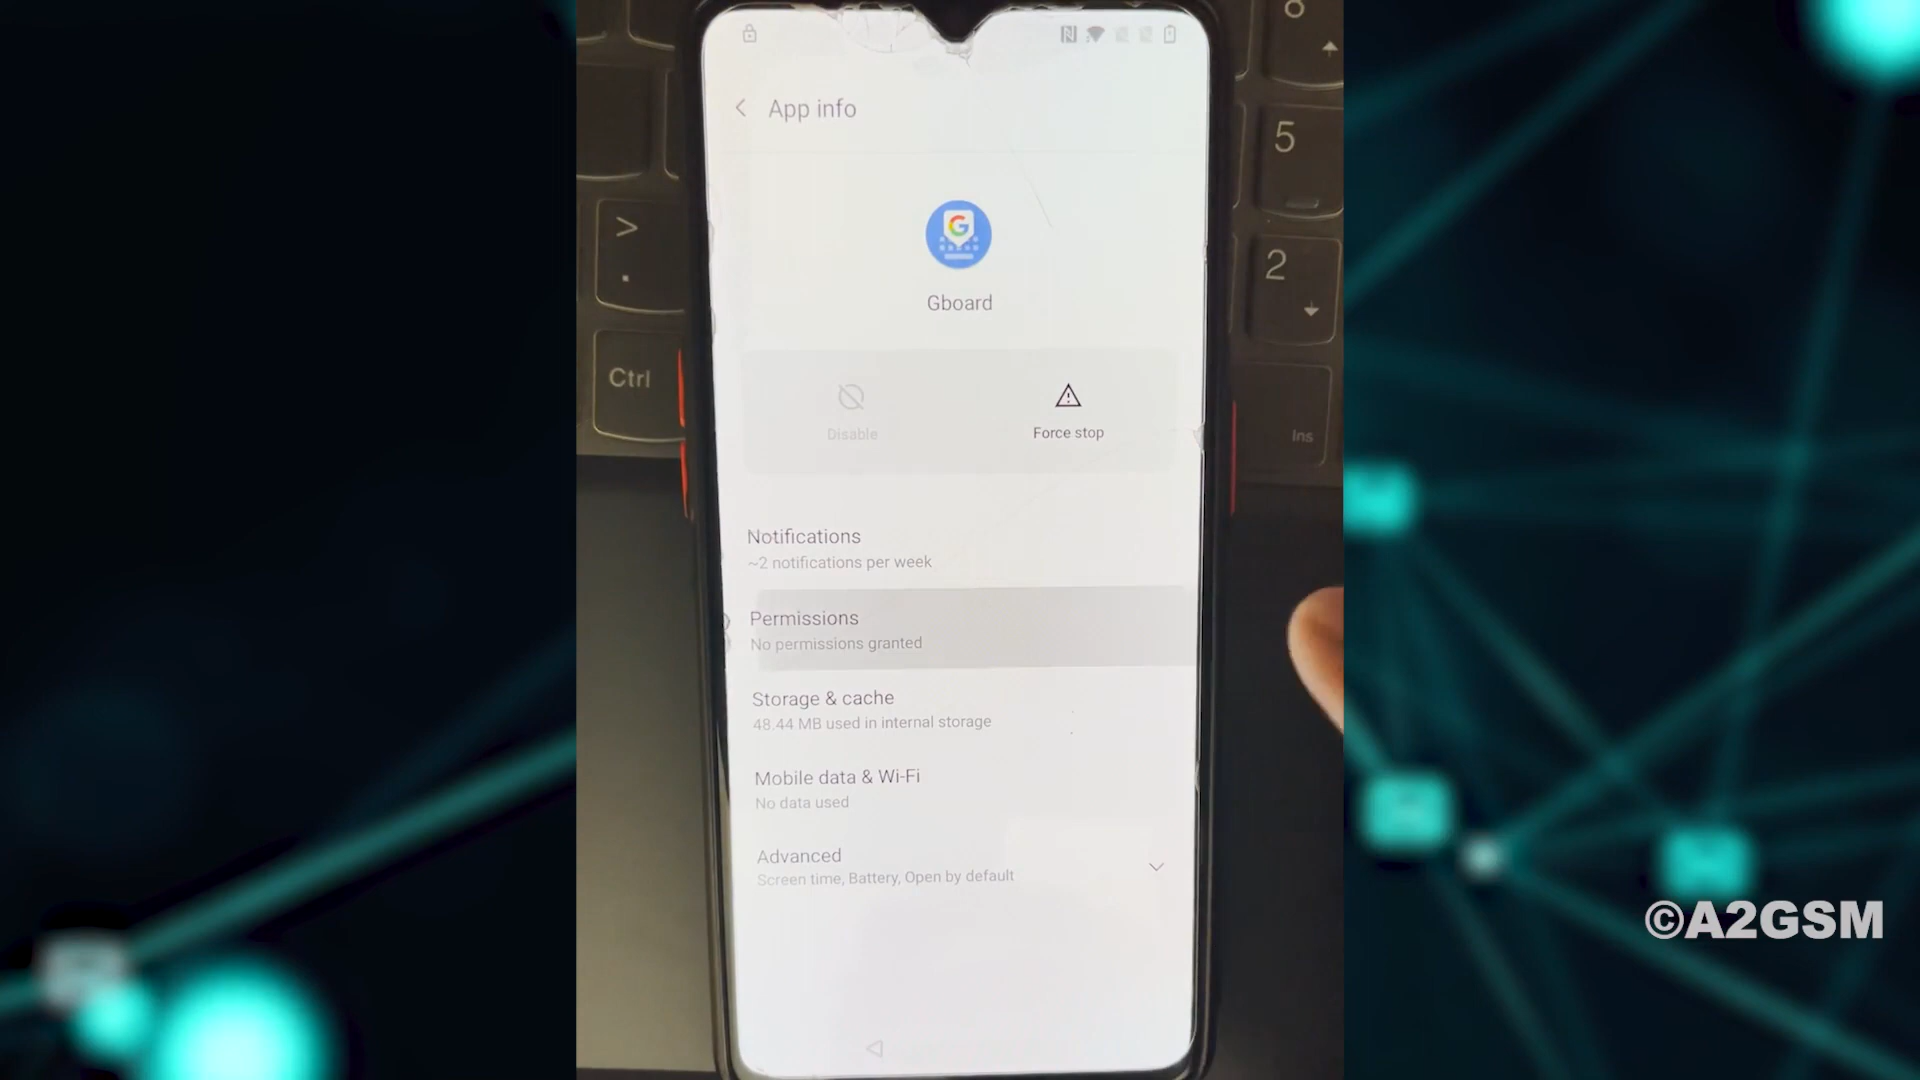 App info
G
Gboard
Disable
Force stop
Notifications
~2 notifications per week
Permissions
No permissions granted
Storage & cache
48.44 MB used in internal storage
Mobile data & Wi-Fi
No data used
Advanced
Screen time, Battery, Open by default
>
.
Ctrl
5
2
Ins
©A2GSM